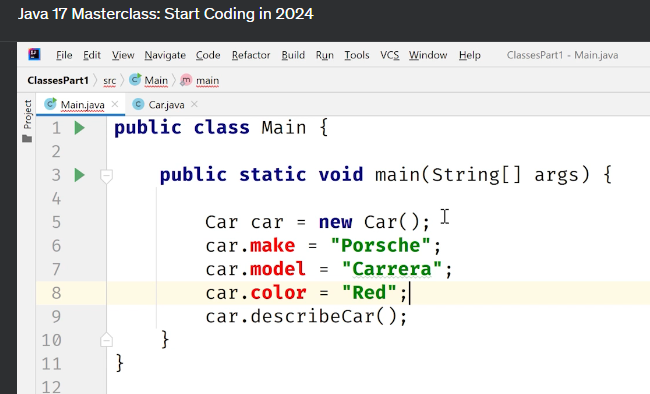 Java 17 Masterclass: Start Coding in 2024
File Edit View Navigate Code Refactor Build Run Tools VCS Window Help ClassesPart1 - Main.java
ClassesPart1 src Main main
Project
Main.java Car.java
1 public class Main {
2
3 public static void main(String[] args) {
4
5 Car car = new Car();
6 car.make = "Porsche";
7 car.model = "Carrera";
8 car.color = "Red";
9 car.describeCar();
10 }
11 }
12